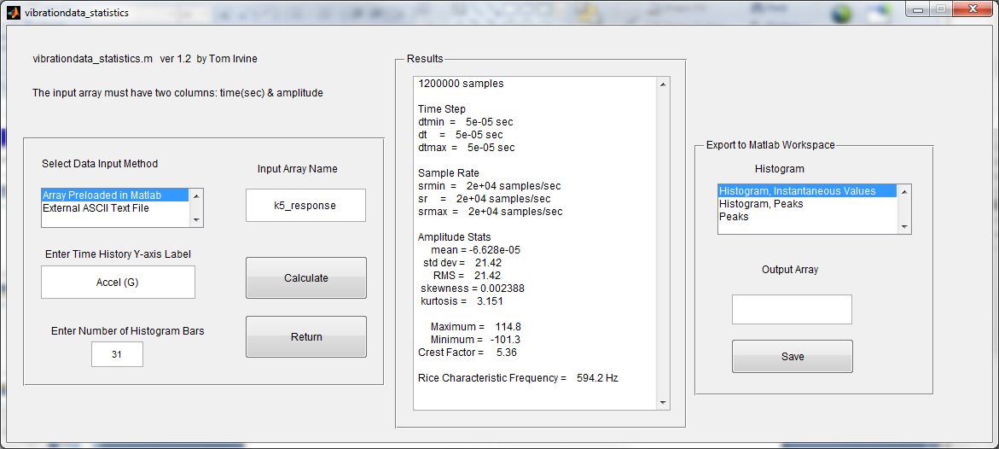 vibrationdata_statistics
vibrationdata_statistics.m ver 1.2 by Tom Irvine
The input array must have two columns: time(sec) & amplitude
Select Data Input Method
Array Preloaded in Matlab
External ASCII Text File
Input Array Name
k5_response
Enter Time History Y-axis Label
Accel (G)
Calculate
Enter Number of Histogram Bars
31
Return
Results
1200000 samples
Time Step
dtmin = 5e-05 sec
dt = 5e-05 sec
dtmax = 5e-05 sec
Sample Rate
srmin = 2e+04 samples/sec
sr = 2e+04 samples/sec
srmax = 2e+04 samples/sec
Amplitude Stats
mean = -6.628e-05
std dev = 21.42
RMS = 21.42
skewness = 0.002388
kurtosis = 3.151
Maximum = 114.8
Minimum = -101.3
Crest Factor = 5.36
Rice Characteristic Frequency = 594.2 Hz
Export to Matlab Workspace
Histogram
Histogram, Instantaneous Values
Histogram, Peaks
Peaks
Output Array
Save